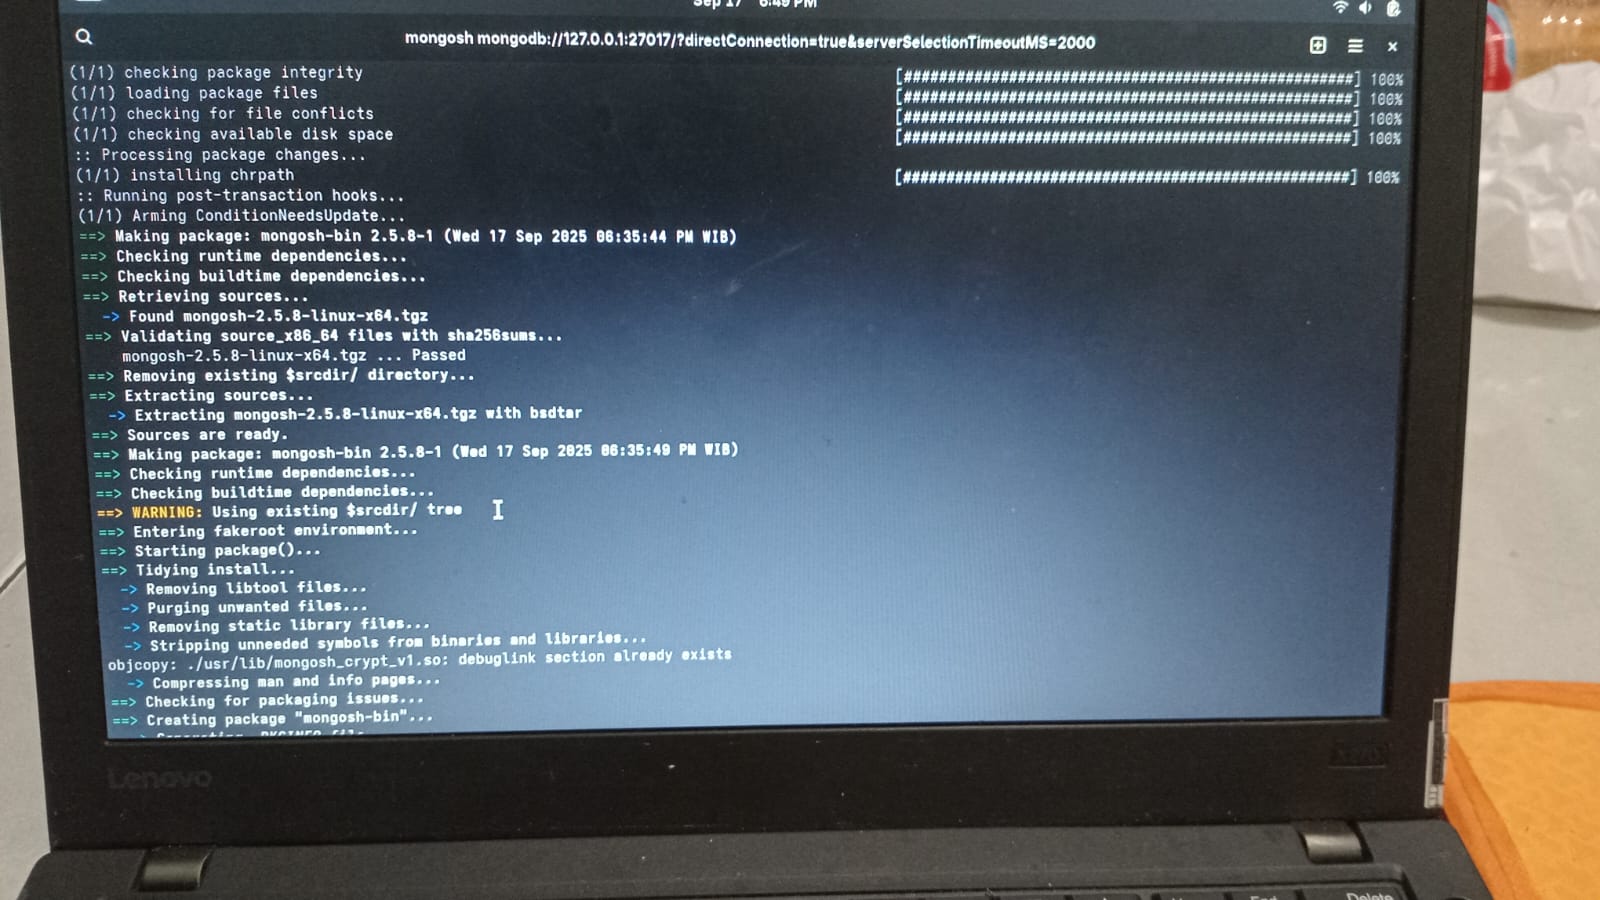 Sep 17 6:49 PM
mongosh mongodb://127.0.0.1:27017/?directConnection=true&serverSelectionTimeoutMS=2000
(1/1) checking package integrity [####################################################] 100%
(1/1) loading package files [####################################################] 100%
(1/1) checking for file conflicts [####################################################] 100%
(1/1) checking available disk space [####################################################] 100%
:: Processing package changes...
(1/1) installing chrpath [####################################################] 100%
:: Running post-transaction hooks...
(1/1) Arming ConditionNeedsUpdate...
==> Making package: mongosh-bin 2.5.8-1 (Wed 17 Sep 2025 06:35:44 PM WIB)
==> Checking runtime dependencies...
==> Checking buildtime dependencies...
==> Retrieving sources...
-> Found mongosh-2.5.8-linux-x64.tgz
==> Validating source_x86_64 files with sha256sums...
mongosh-2.5.8-linux-x64.tgz ... Passed
==> Removing existing $srcdir/ directory...
==> Extracting sources...
-> Extracting mongosh-2.5.8-linux-x64.tgz with bsdtar
==> Sources are ready.
==> Making package: mongosh-bin 2.5.8-1 (Wed 17 Sep 2025 06:35:49 PM WIB)
==> Checking runtime dependencies...
==> Checking buildtime dependencies...
==> WARNING: Using existing $srcdir/ tree
==> Entering fakeroot environment...
==> Starting package()...
==> Tidying install...
-> Removing libtool files...
-> Purging unwanted files...
-> Removing static library files...
-> Stripping unneeded symbols from binaries and libraries...
objcopy: ./usr/lib/mongosh_crypt_v1.so: debuglink section already exists
-> Compressing man and info pages...
==> Checking for packaging issues...
==> Creating package "mongosh-bin"...
Lenovo
End
Delete